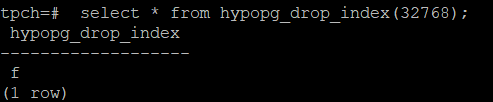 tpch=#  select * from hypopg_drop_index(32768);
 hypopg_drop_index
-------------------
 f
(1 row)